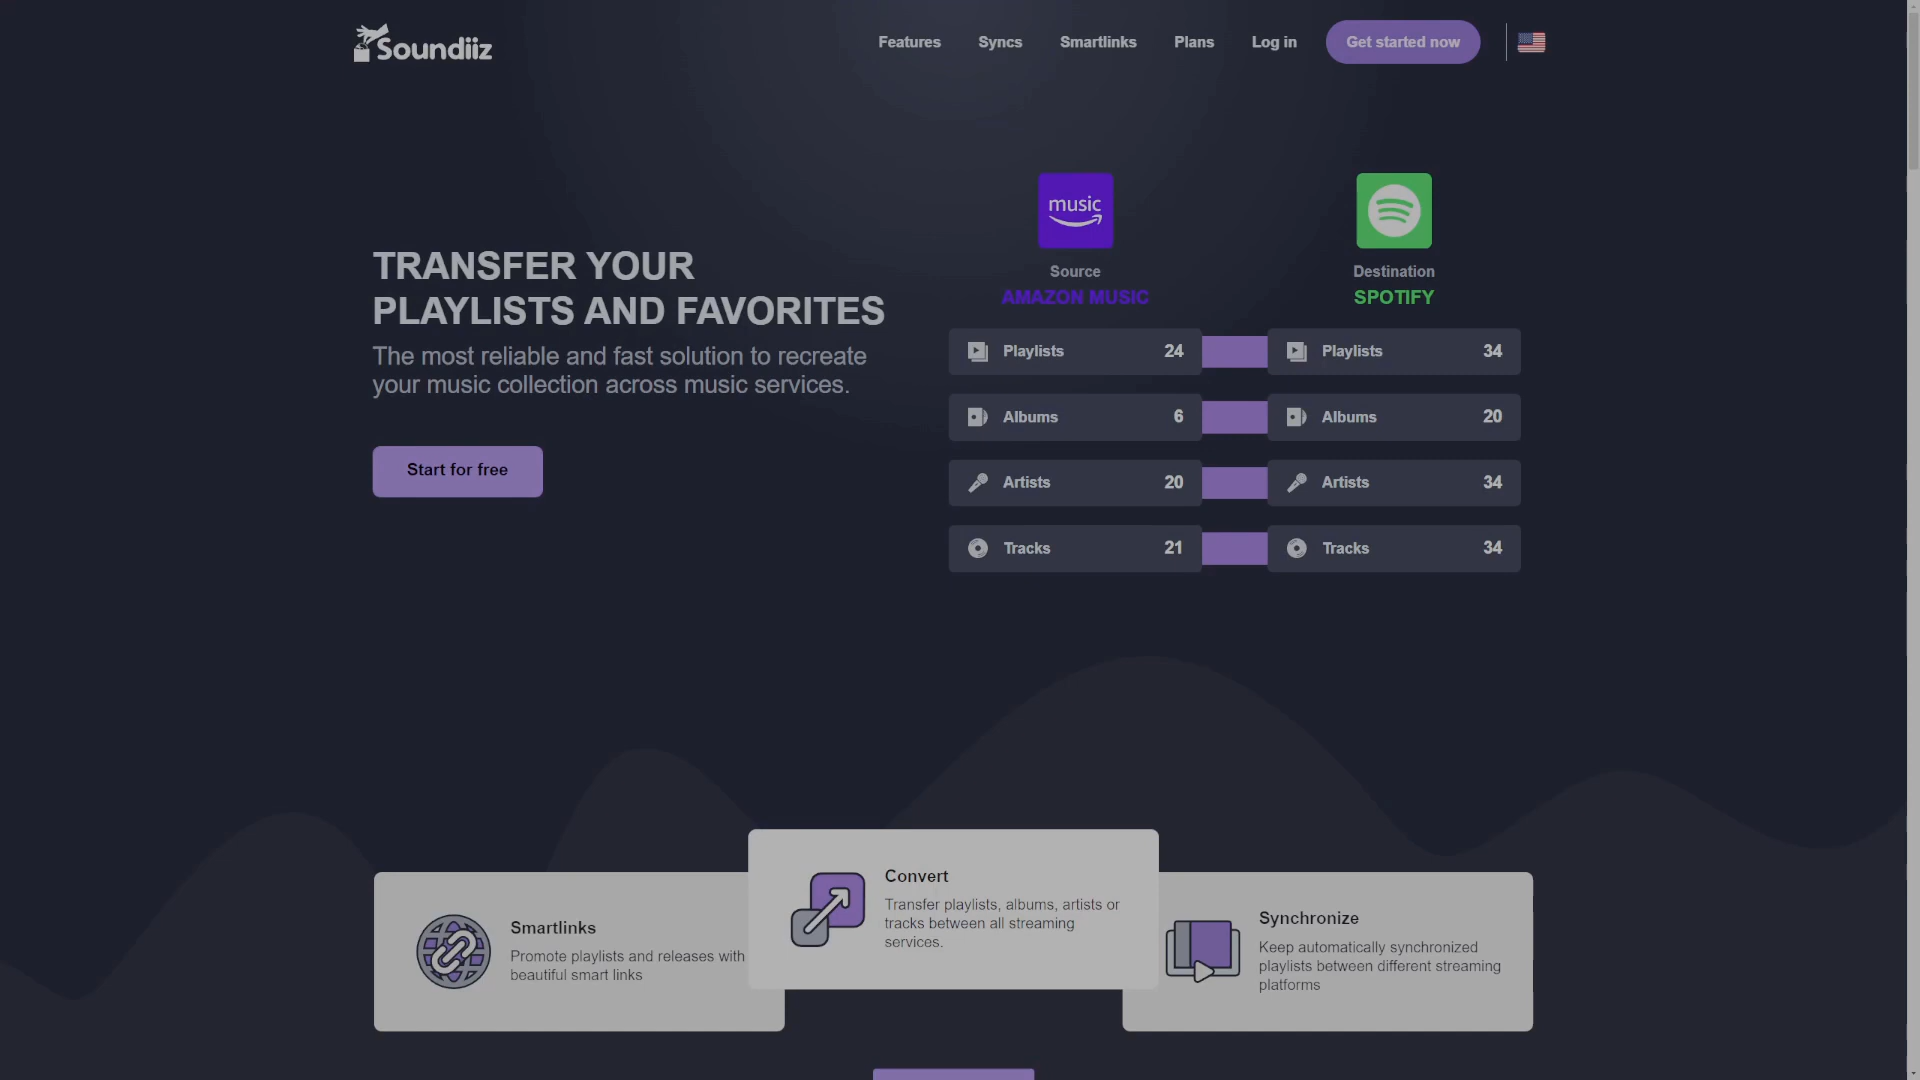 Soundiiz
Features
Syncs
Smartlinks
Plans
Log in
Get started now
TRANSFER YOUR
PLAYLISTS AND FAVORITES
The most reliable and fast solution to recreate
your music collection across music services.
Start for free
music
Source
AMAZON MUSIC
Destination
SPOTIFY
Playlists 24
Playlists 34
Albums 6
Albums 20
Artists 20
Artists 34
Tracks 21
Tracks 34
Smartlinks
Promote playlists and releases with
beautiful smart links
Convert
Transfer playlists, albums, artists or
tracks between all streaming
services.
Synchronize
Keep automatically synchronized
playlists between different streaming
platforms